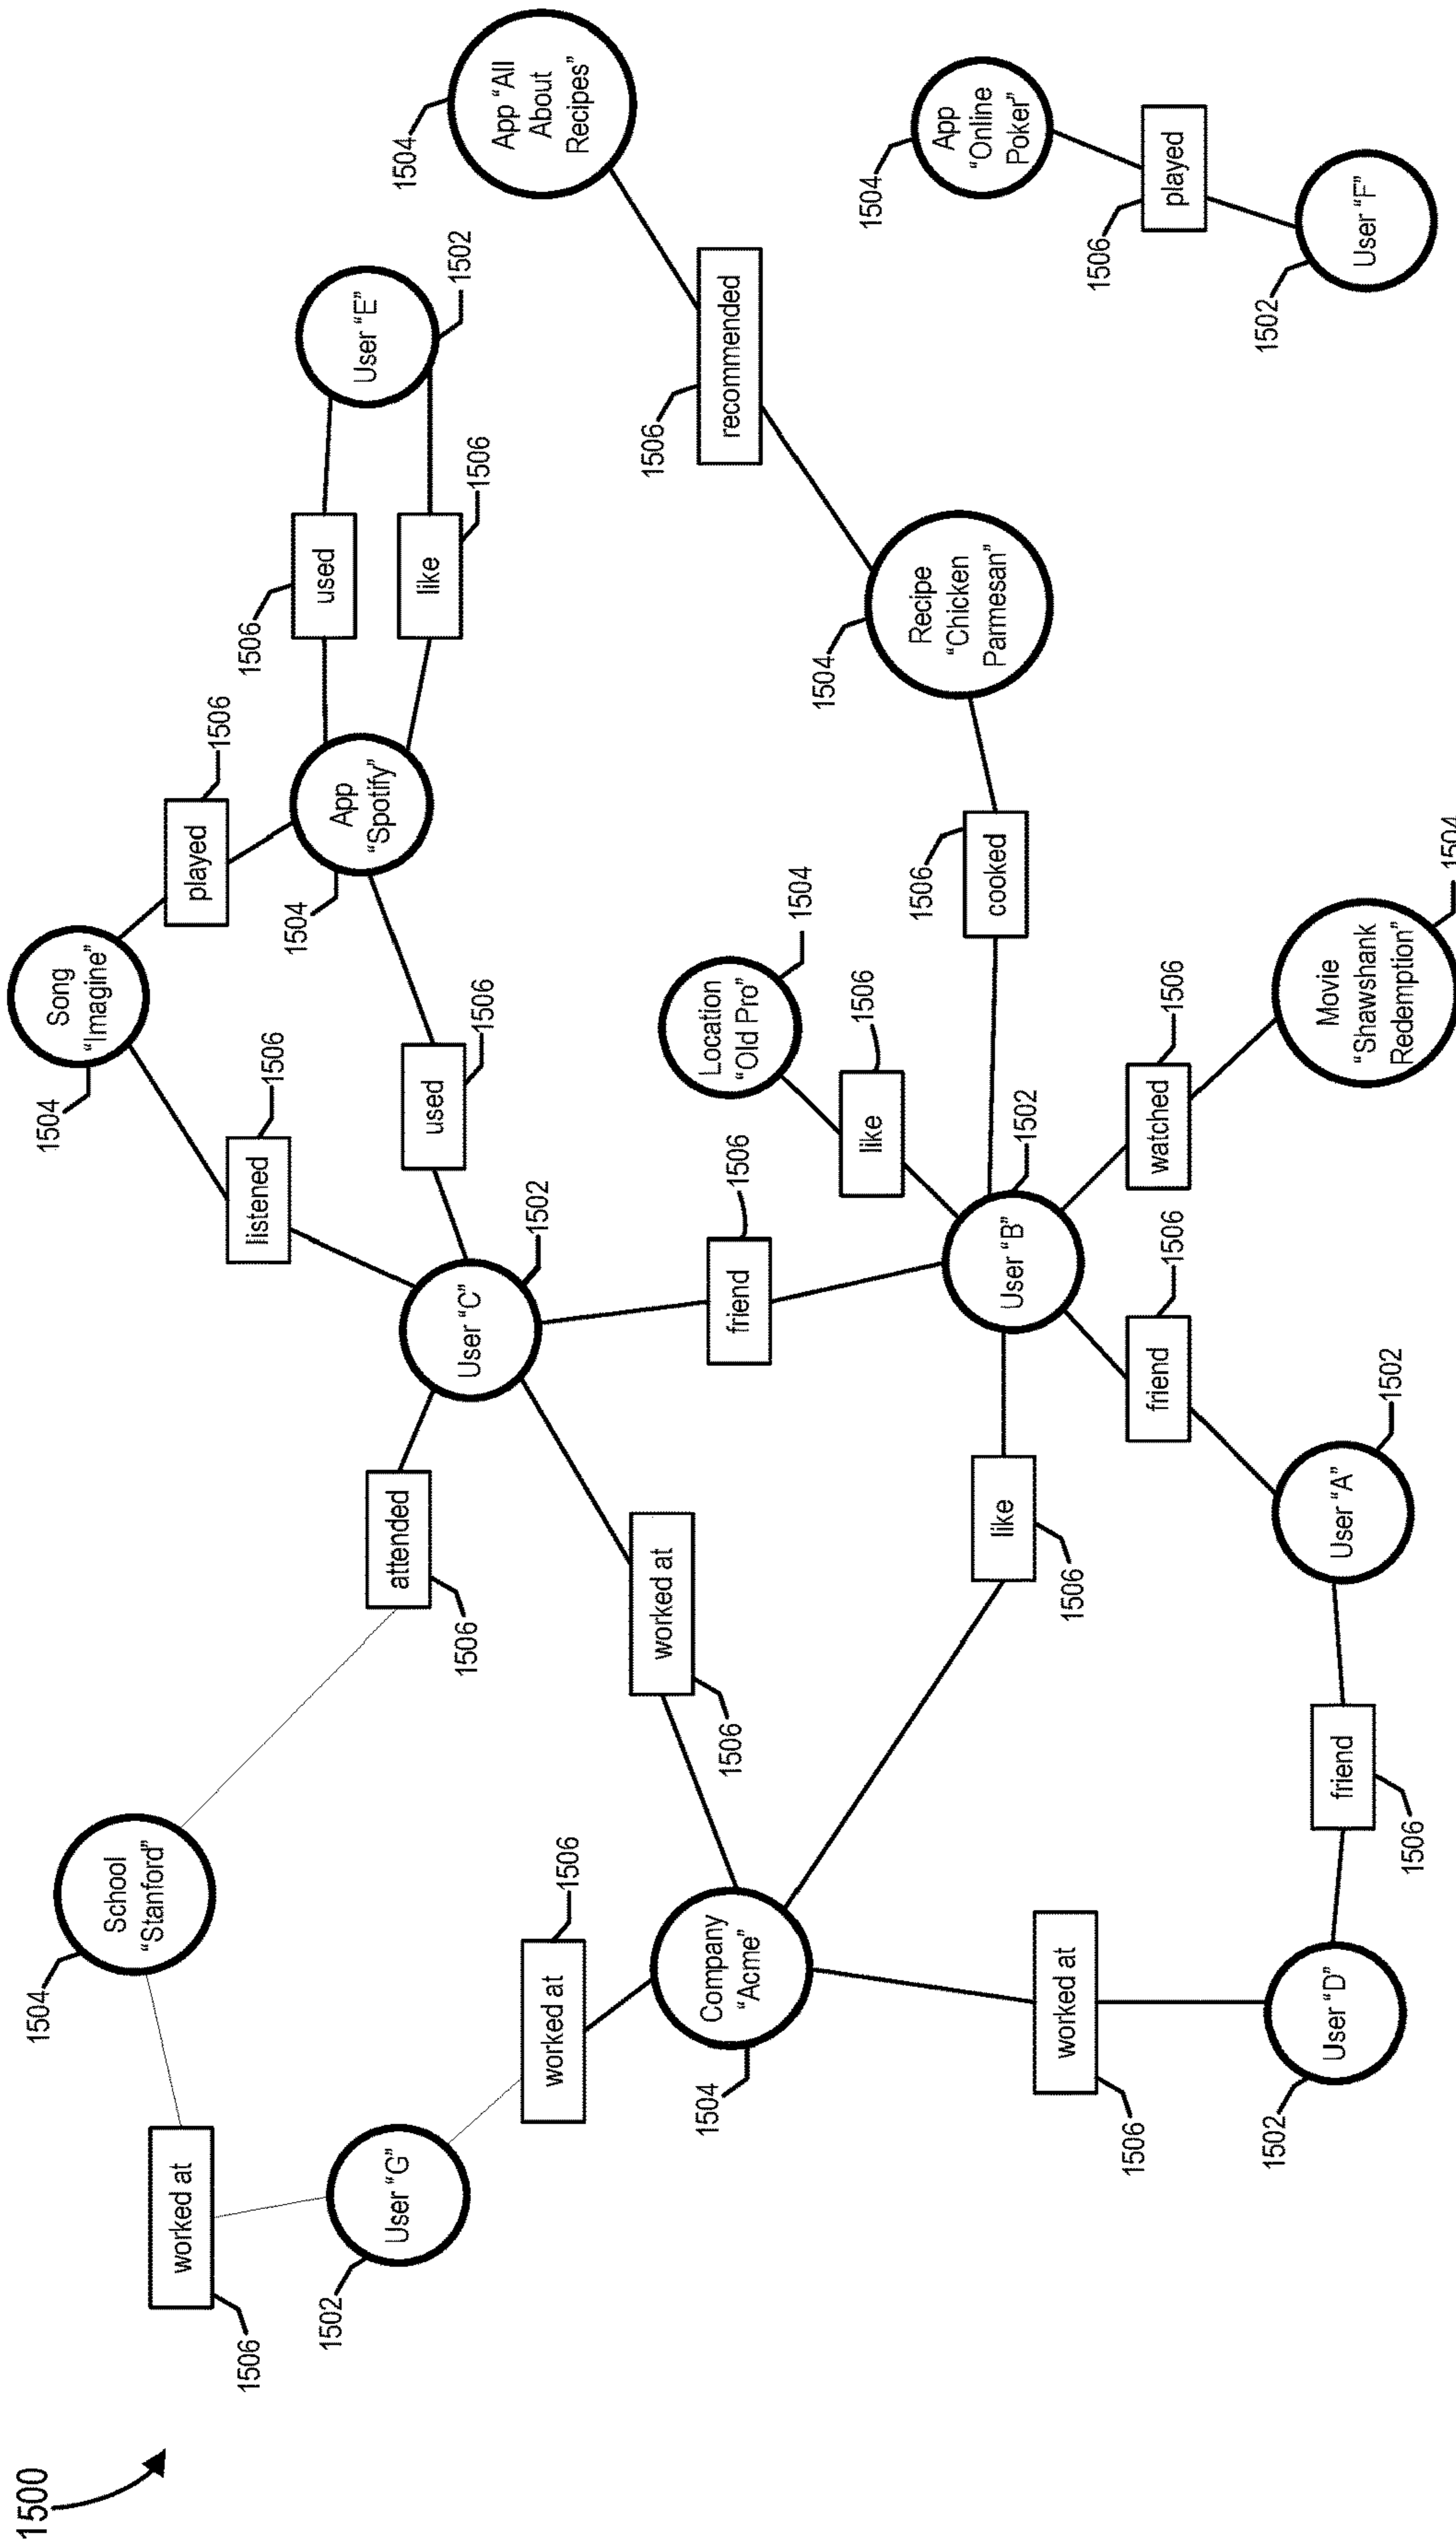 1500
1504
School
"Stanford"
1504
Song
"Imagine"
worked at
1506
listened
1506
played
1506
1502
User "G"
attended
1506
User "C"
1502
used
1506
1504
App
"Spotify"
1506
used
like
1506
User "E"
1502
worked at
1506
1504
Company
"Acme"
worked at
1506
friend
1506
1504
App "All
About
Recipes"
1506
recommended
Location
"Old Pro"
1504
like
1506
1504
Recipe
"Chicken
Parmesan"
1506
cooked
1504
App
"Online
Poker"
worked at
1506
like
1506
User "B"
1502
1506
played
friend
1506
watched
1506
1502
User "D"
friend
1506
User "A"
1502
Movie
"Shawshank
Redemption"
1504
1502
User "F"